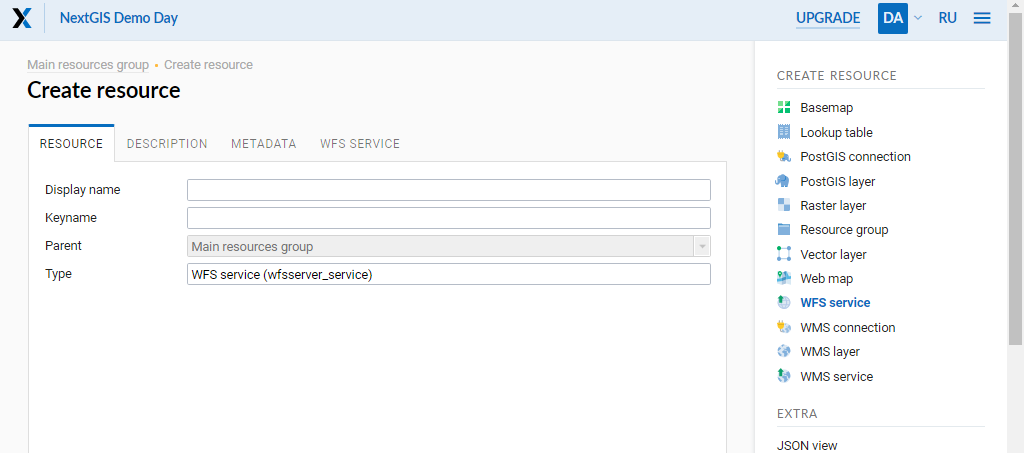 NextGIS Demo Day
UPGRADE
DA
RU
Main resources group • Create resource
Create resource
RESOURCE
DESCRIPTION
METADATA
WFS SERVICE
Display name
Keyname
Parent
Main resources group
Type
WFS service (wfsserver_service)
CREATE RESOURCE
Basemap
Lookup table
PostGIS connection
PostGIS layer
Raster layer
Resource group
Vector layer
Web map
WFS service
WMS connection
WMS layer
WMS service
EXTRA
JSON view